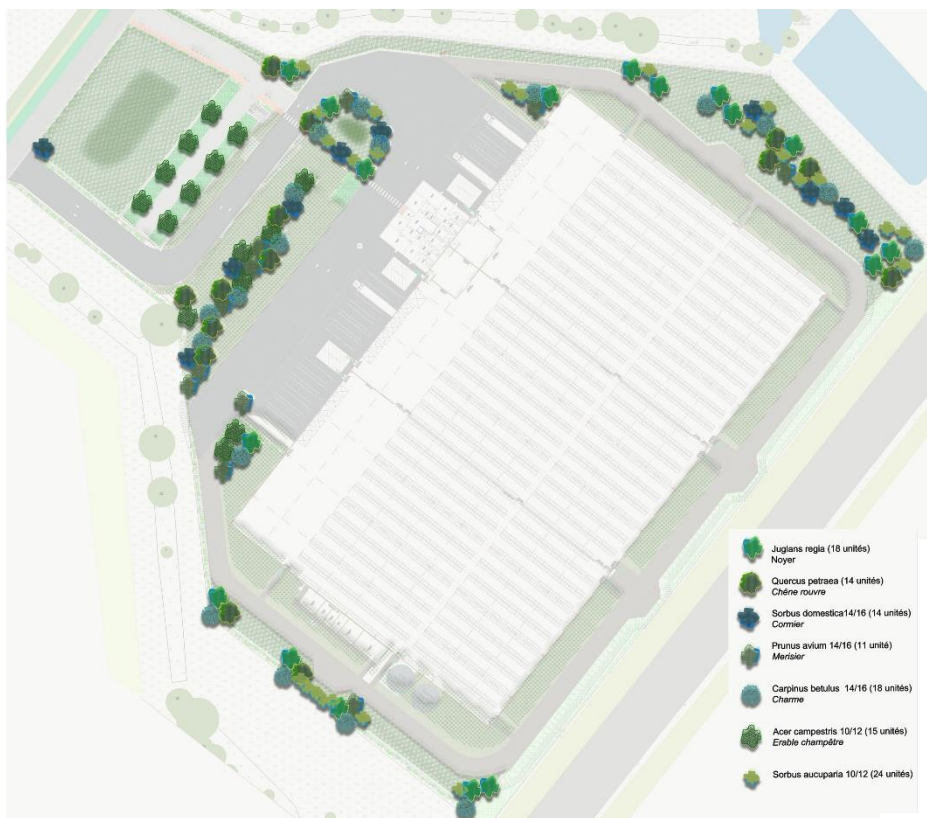 Juglans regia (18 unités)
Noyer
Quercus petraea (14 unités)
Chêne rouvre
Sorbus domestica14/16 (14 unités)
Cormier
Prunus avium 14/16 (11 unité)
Merisier
Carpinus betulus 14/16 (18 unités)
Charme
Acer campestris 10/12 (15 unités)
Erable champêtre
Sorbus aucuparia 10/12 (24 unités)